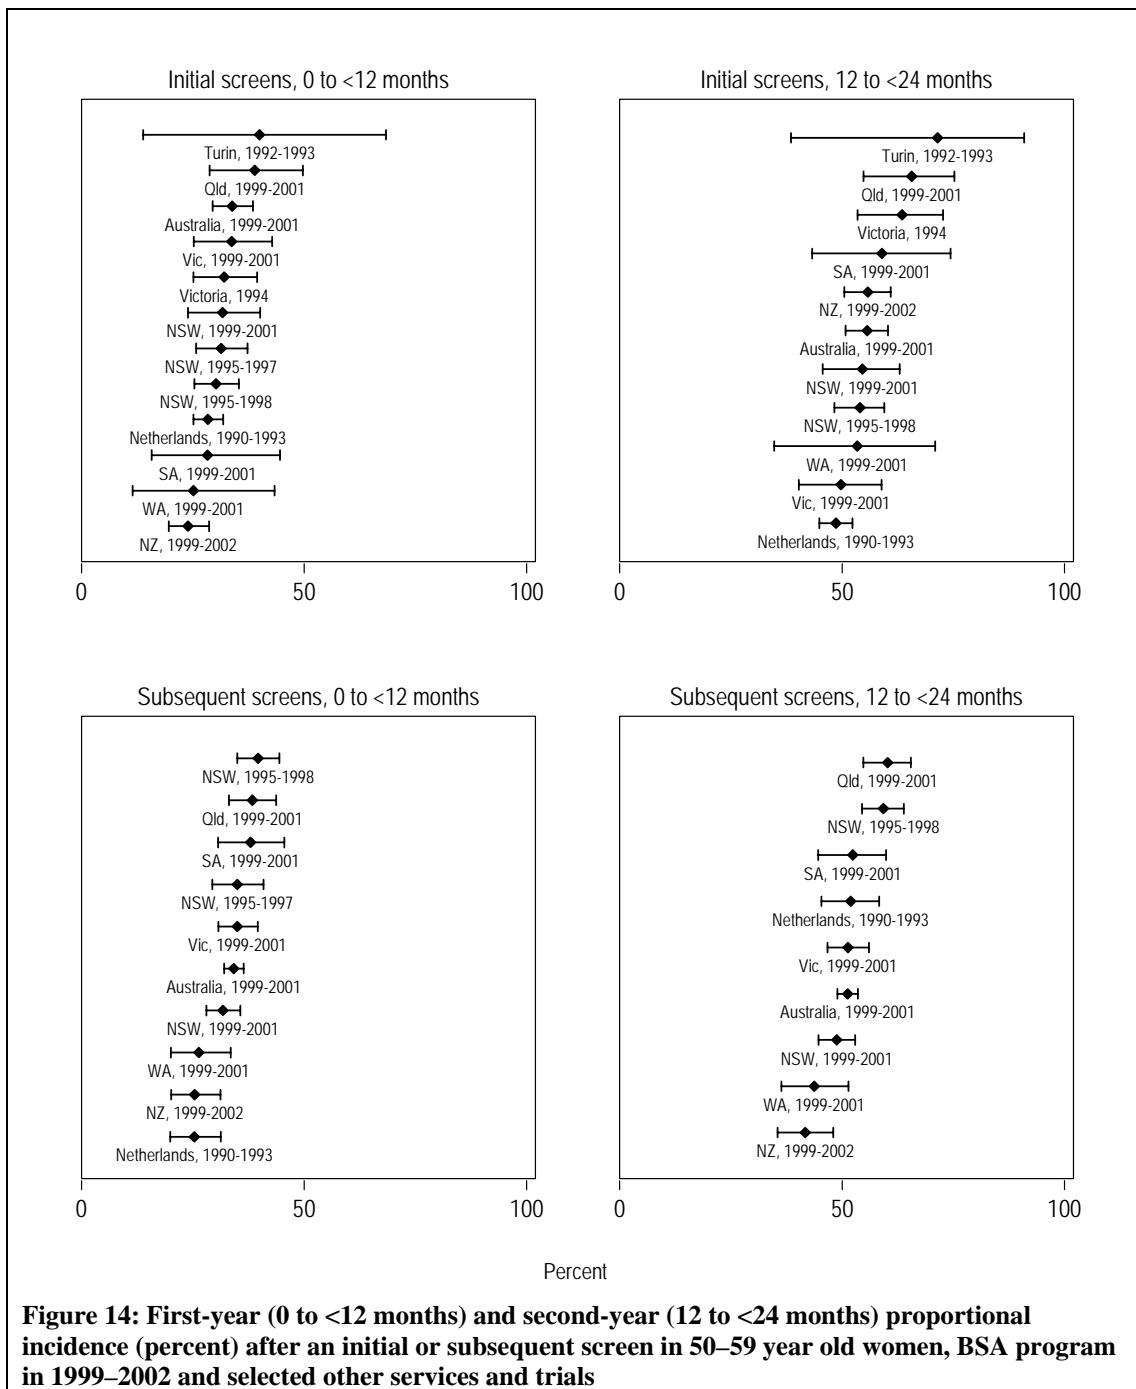 Initial screens, 0 to <12 months
Turin, 1992-1993
Qld, 1999-2001
Australia, 1999-2001
Vic, 1999-2001
Victoria, 1994
NSW, 1999-2001
NSW, 1995-1997
NSW, 1995-1998
Netherlands, 1990-1993
SA, 1999-2001
WA, 1999-2001
NZ, 1999-2002
0 50 100
Initial screens, 12 to <24 months
Turin, 1992-1993
Qld, 1999-2001
Victoria, 1994
SA, 1999-2001
NZ, 1999-2002
Australia, 1999-2001
NSW, 1999-2001
NSW, 1995-1998
WA, 1999-2001
Vic, 1999-2001
Netherlands, 1990-1993
0 50 100
Subsequent screens, 0 to <12 months
NSW, 1995-1998
Qld, 1999-2001
SA, 1999-2001
NSW, 1995-1997
Vic, 1999-2001
Australia, 1999-2001
NSW, 1999-2001
WA, 1999-2001
NZ, 1999-2002
Netherlands, 1990-1993
0 50 100
Subsequent screens, 12 to <24 months
Qld, 1999-2001
NSW, 1995-1998
SA, 1999-2001
Netherlands, 1990-1993
Vic, 1999-2001
Australia, 1999-2001
NSW, 1999-2001
WA, 1999-2001
NZ, 1999-2002
0 50 100
Percent
Figure 14: First-year (0 to <12 months) and second-year (12 to <24 months) proportional
incidence (percent) after an initial or subsequent screen in 50–59 year old women, BSA program
in 1999–2002 and selected other services and trials